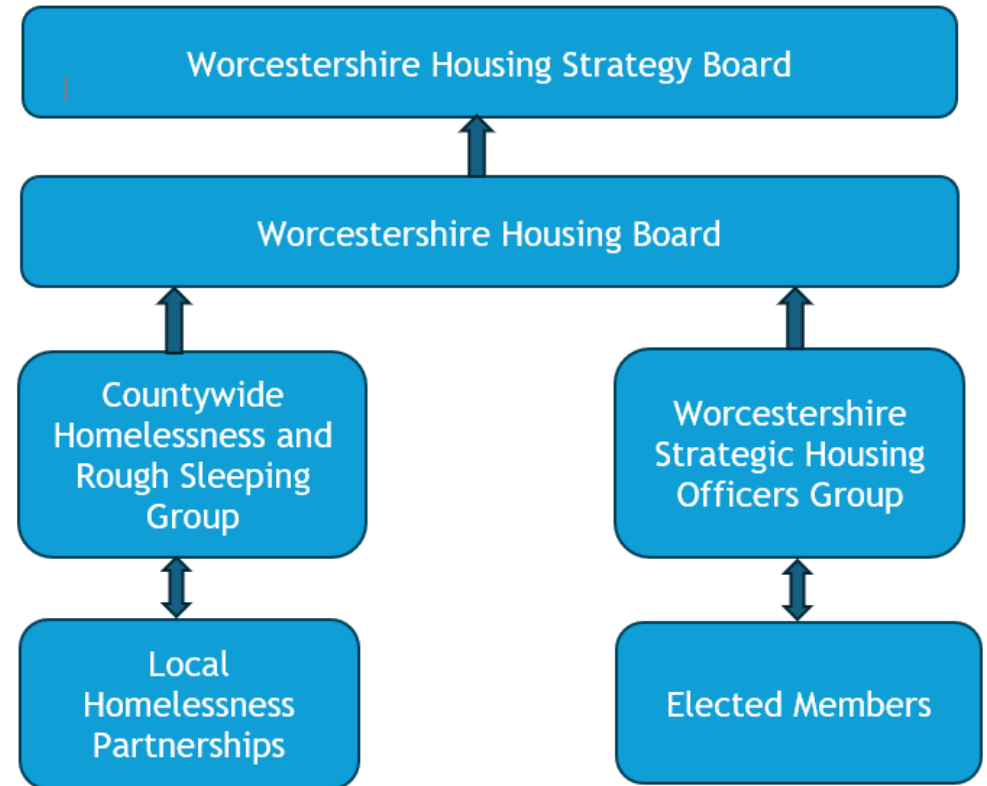 Worcestershire Housing Strategy Board
Worcestershire Housing Board
Countywide
Homelessness and
Rough Sleeping
Group
Worcestershire
Strategic Housing
Officers Group
Local
Homelessness
Partnerships
Elected Members